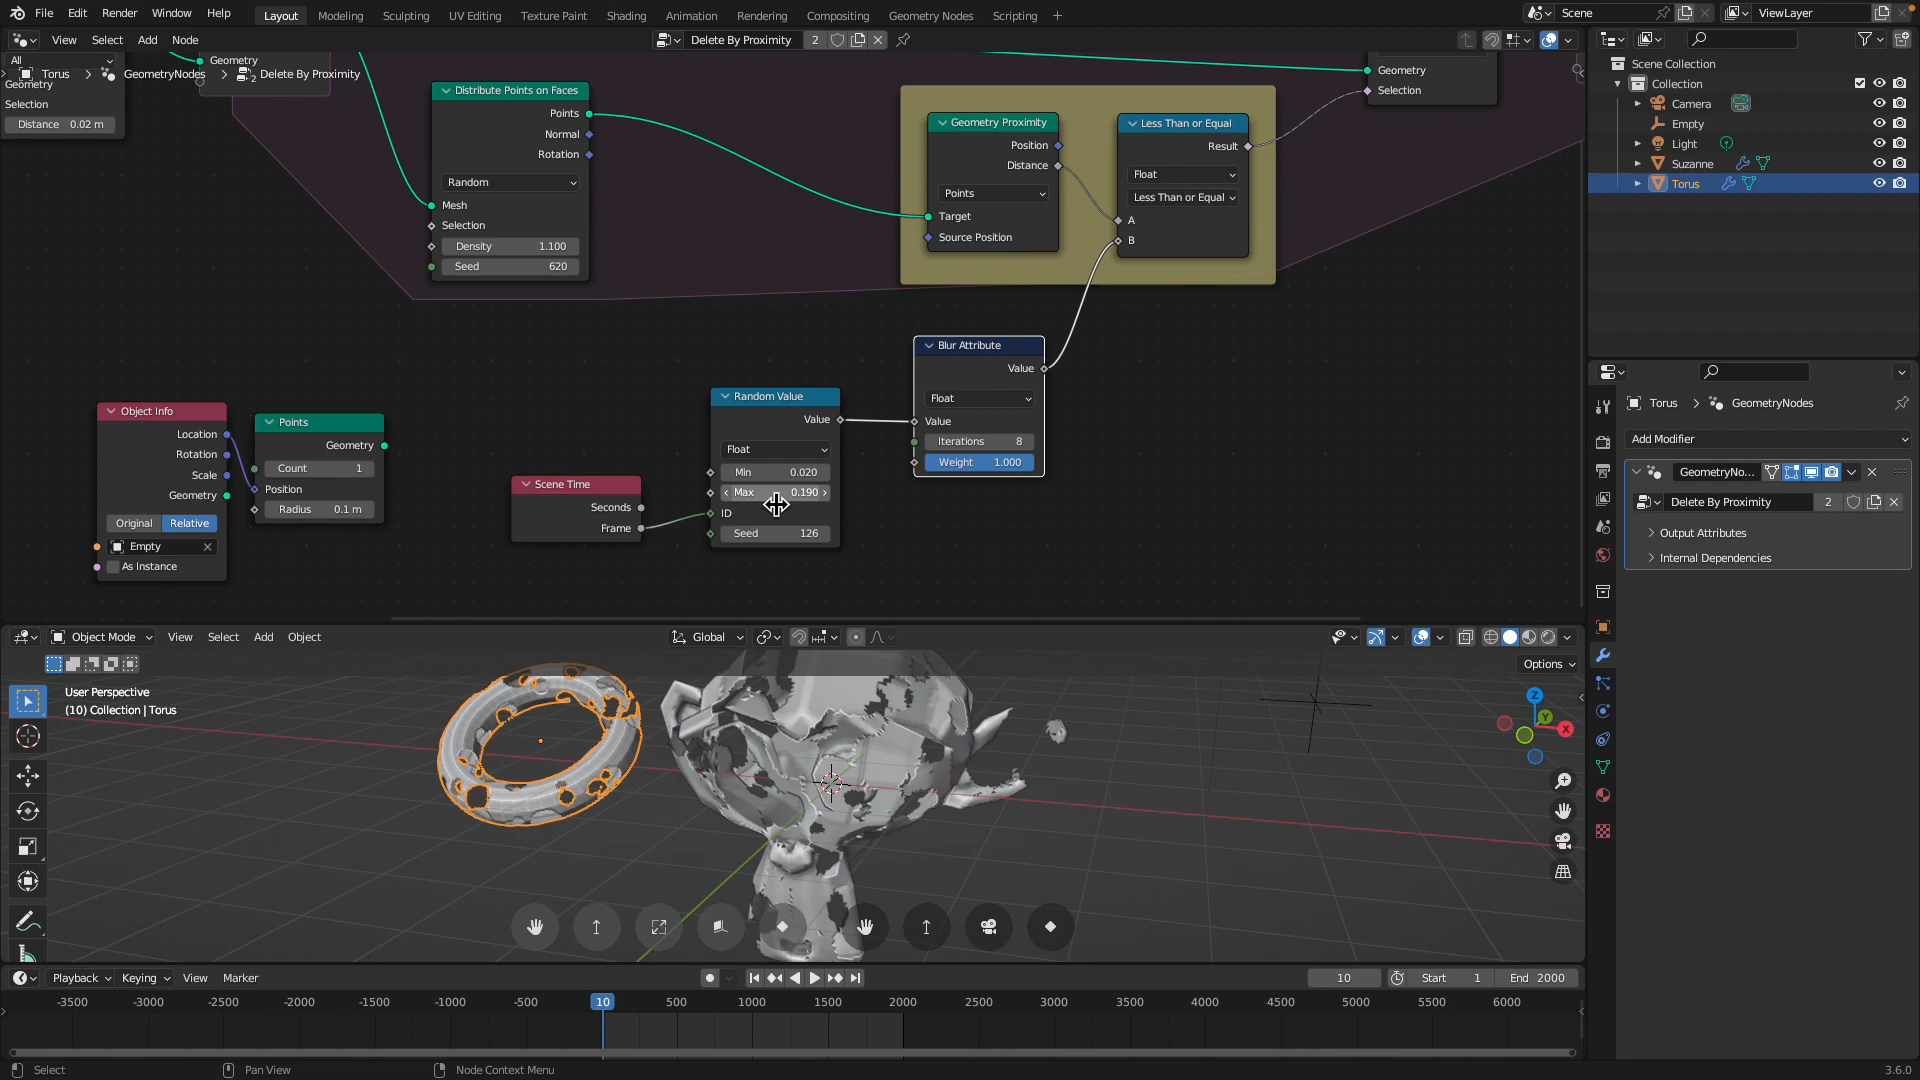 File Edit Render Window Help Layout Modeling Sculpting UV Editing Texture Paint Shading Animation Rendering Compositing Geometry Nodes Scripting + Scene ViewLayer
View Select Add Node Delete By Proximity 2
All Geometry
Torus > GeometryNodes > 2 Delete By Proximity
Geometry
Selection
Distance 0.02 m
Distribute Points on Faces
Points
Normal
Rotation
Random
Mesh
Selection
Density 1.100
Seed 620
Geometry Proximity
Position
Distance
Points
Target
Source Position
Less Than or Equal
Result
Float
Less Than or Equal
A
B
Geometry
Selection
Blur Attribute
Value
Float
Value
Iterations 8
Weight 1.000
Object Info
Location
Rotation
Scale
Geometry
Original Relative
Empty
As Instance
Points
Geometry
Count 1
Position
Radius 0.1 m
Scene Time
Seconds
Frame
Random Value
Value
Float
Min 0.020
Max 0.190
ID
Seed 126
Scene Collection
Collection
Camera
Empty
Light
Suzanne
Torus
Torus > GeometryNodes
Add Modifier
GeometryNo...
Delete By Proximity 2
Output Attributes
Internal Dependencies
Object Mode View Select Add Object Global
Options
User Perspective
(10) Collection | Torus
Z
Y
X
Playback Keying View Marker 10 Start 1 End 2000
-3500 -3000 -2500 -2000 -1500 -1000 -500 10 500 1000 1500 2000 2500 3000 3500 4000 4500 5000 5500 6000
Select Pan View Node Context Menu 3.6.0